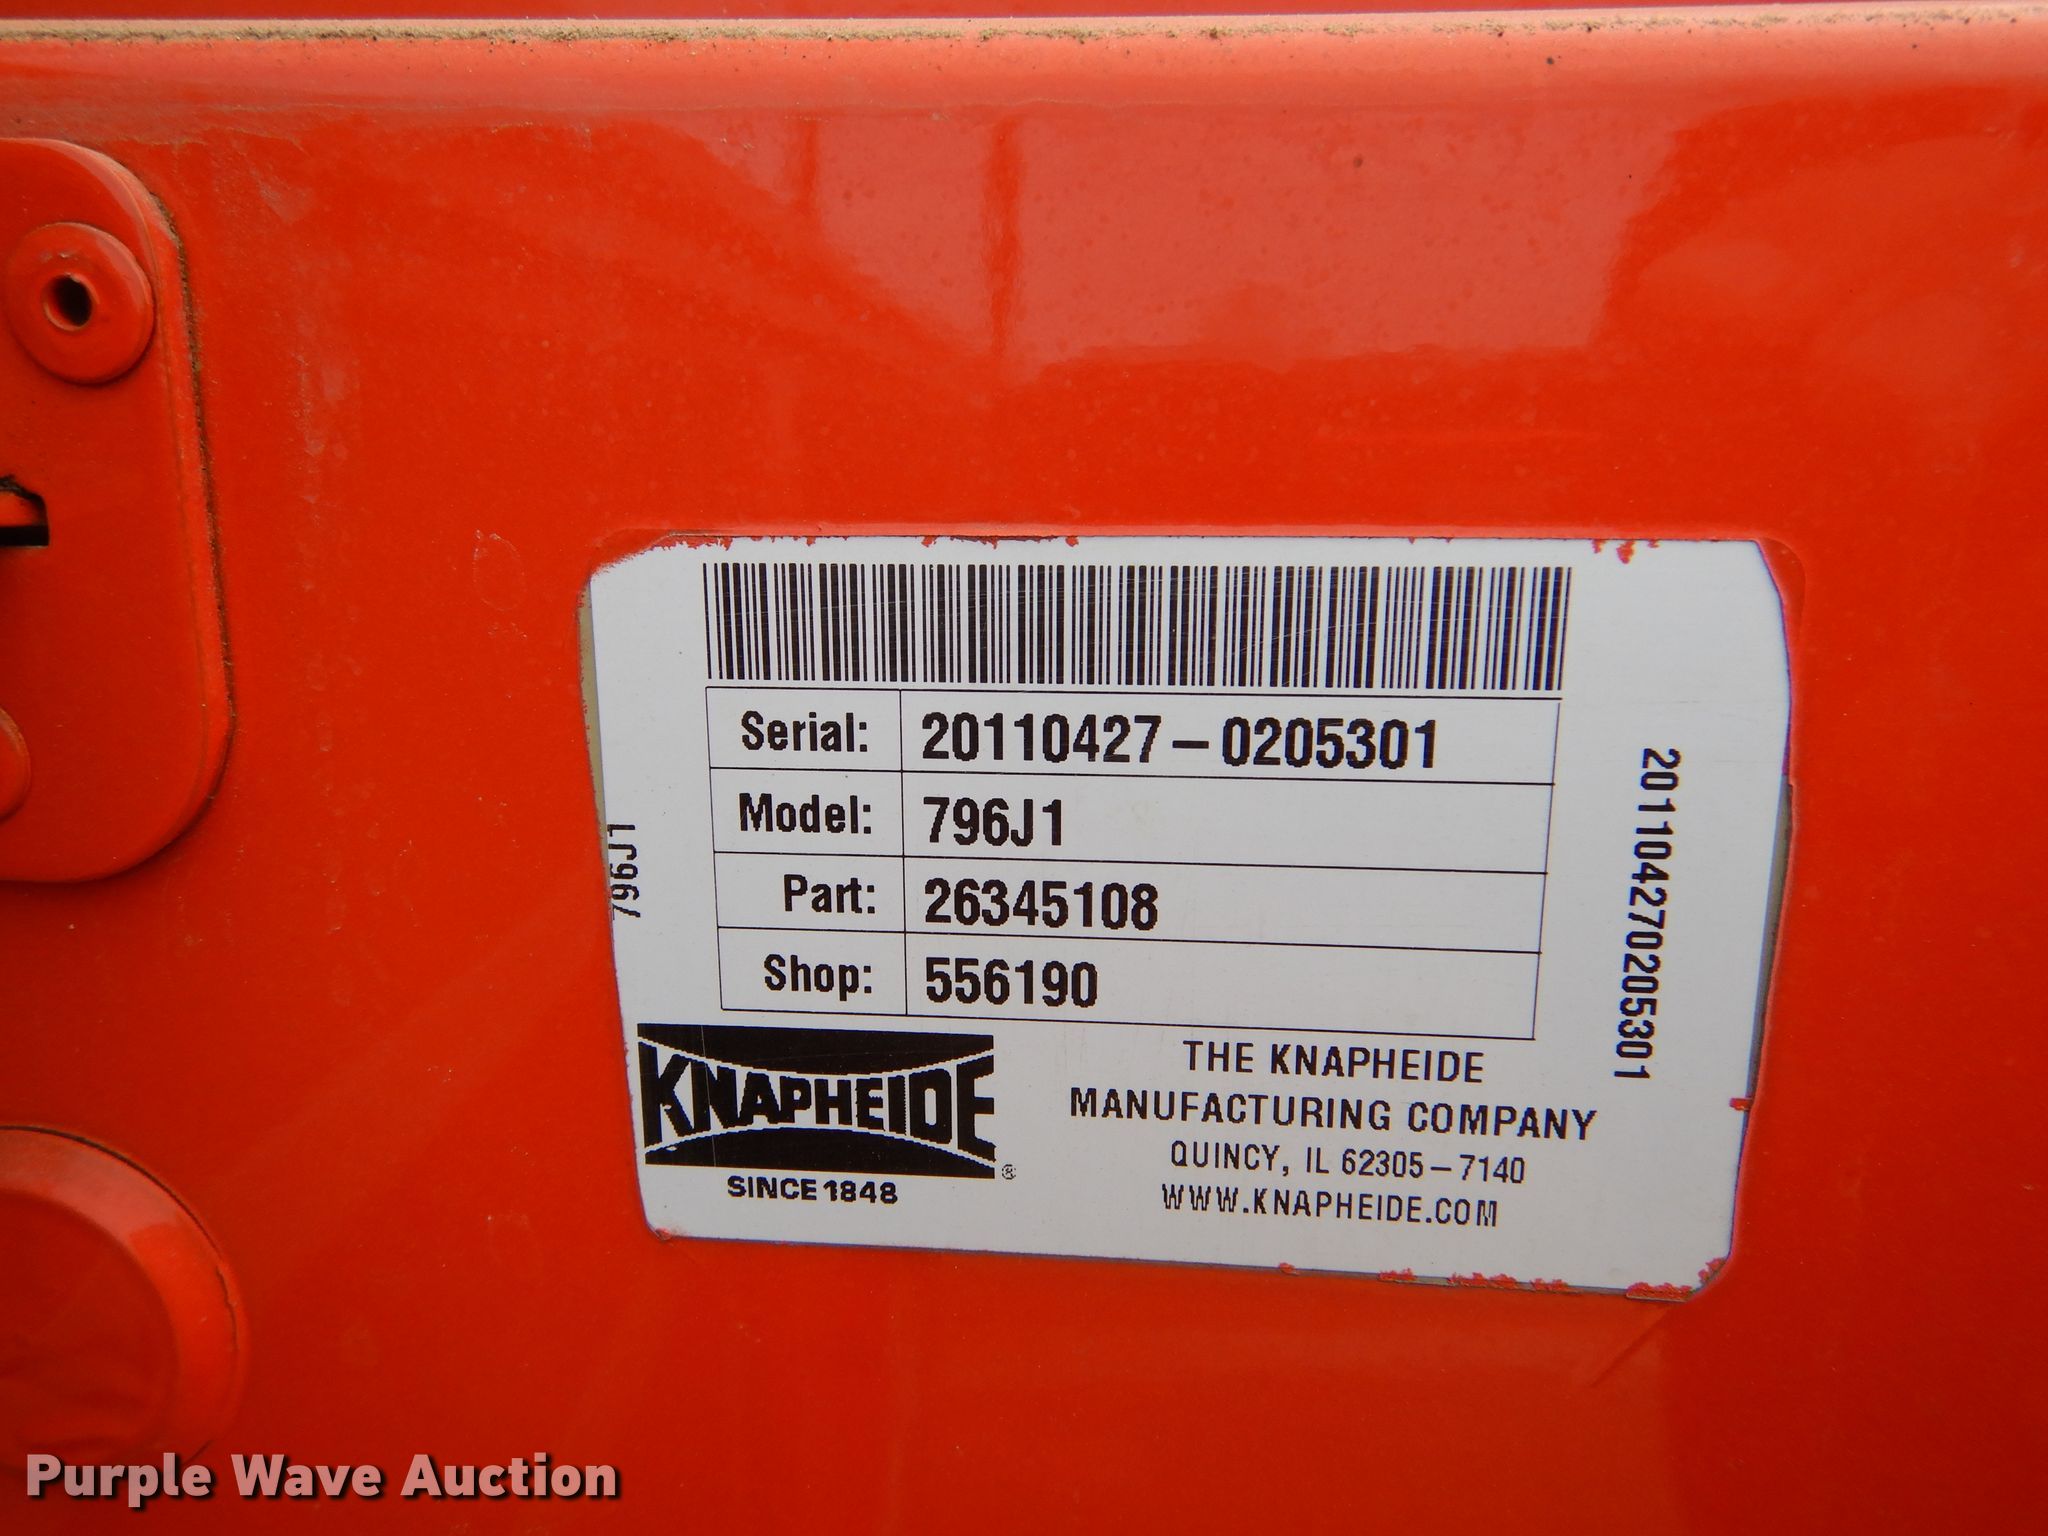 Serial: 20110427-0205301
Model: 796J1
Part: 26345108
Shop: 556190
796J1
201104270205301
KNAPHEIDE®
SINCE 1848
THE KNAPHEIDE
MANUFACTURING COMPANY
QUINCY, IL 62305-7140
WWW.KNAPHEIDE.COM
Purple Wave Auction